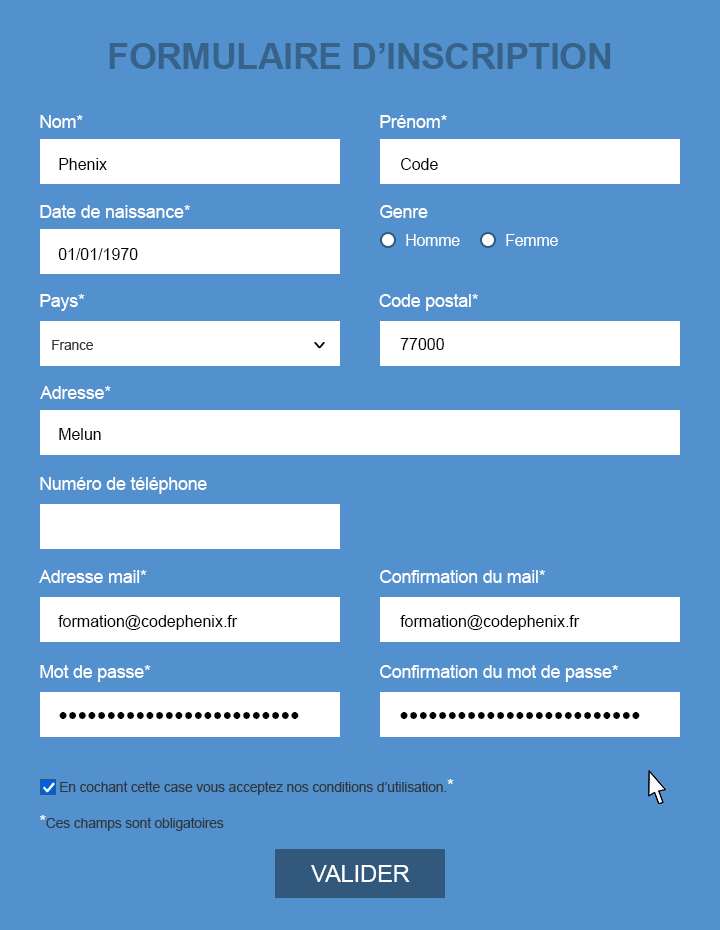 FORMULAIRE D’INSCRIPTION
Nom* Prénom*
Phenix Code
Date de naissance* Genre
01/01/1970 Homme Femme
Pays* Code postal*
France 77000
Adresse*
Melun
Numéro de téléphone
Adresse mail* Confirmation du mail*
formation@codephenix.fr formation@codephenix.fr
Mot de passe* Confirmation du mot de passe*
••••••••••••••••••••••••• •••••••••••••••••••••••••
En cochant cette case vous acceptez nos conditions d’utilisation.*
*Ces champs sont obligatoires
VALIDER